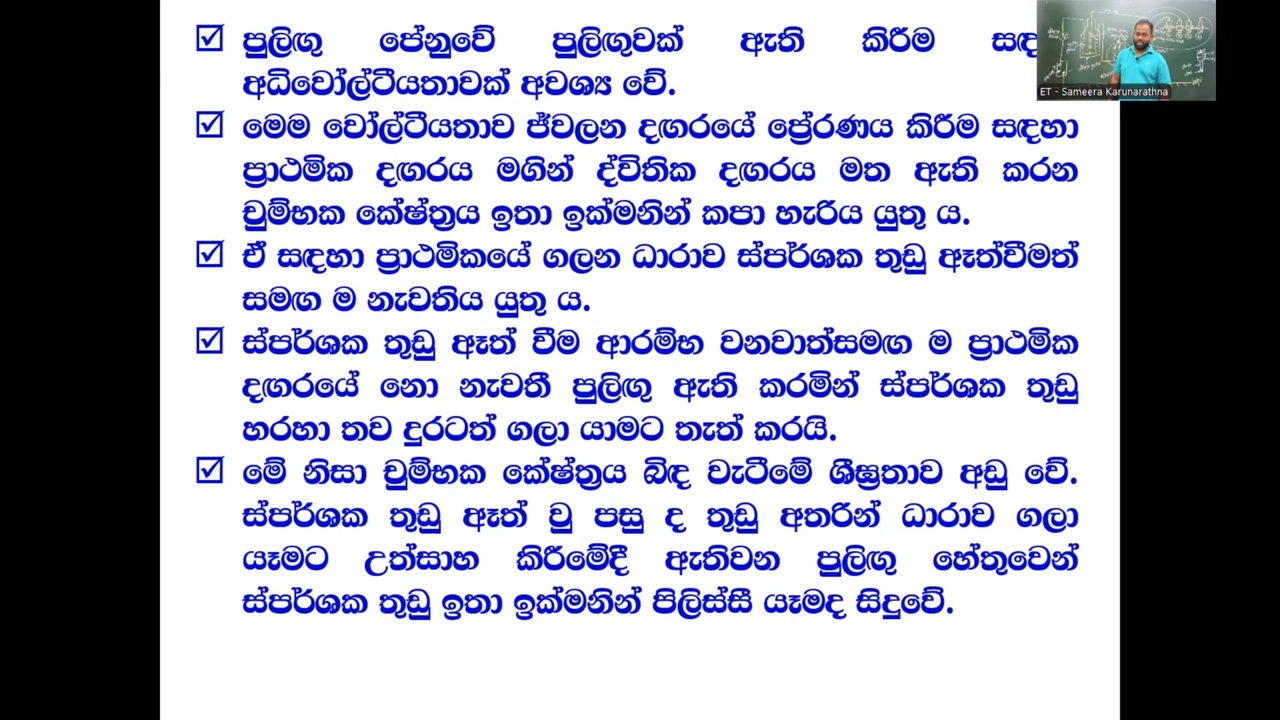 පුලිඟු පේනුවේ පුලිඟුවක් ඇති කිරීම
අධිවෝල්ටීයතාවක් අවශ්‍ය වේ.
මෙම වෝල්ටීයතාව ජ්වලන දඟරයේ ප්‍රේරණය කිරීම සඳහා
ප්‍රාථමික දඟරය මගින් ද්විතික දඟරය මත ඇති කරන
චුම්භක කේෂ්ත්‍රය ඉතා ඉක්මනින් කපා හැරිය යුතු ය.
ඒ සඳහා ප්‍රාථමිකයේ ගලන ධාරාව ස්පර්ශක තුඩු ඈත්වීමත්
සමඟ ම නැවතිය යුතු ය.
ස්පර්ශක තුඩු ඈත් වීම ආරම්භ වනවාත්සමඟ ම ප්‍රාථමික
දඟරයේ නො නැවතී පුලිඟු ඇති කරමින් ස්පර්ශක තුඩු
හරහා තව දුරටත් ගලා යාමට තැත් කරයි.
මේ නිසා චුම්භක කේෂ්ත්‍රය බිඳ වැටීමේ ශීඝ්‍රතාව අඩු වේ.
ස්පර්ශක තුඩු ඈත් වු පසු ද තුඩු අතරින් ධාරාව ගලා
යෑමට උත්සාහ කිරීමේදී ඇතිවන පුලිඟු හේතුවෙන්
ස්පර්ශක තුඩු ඉතා ඉක්මනින් පිලිස්සී යෑමද සිදුවේ.
ET - Sameera Karunarathna